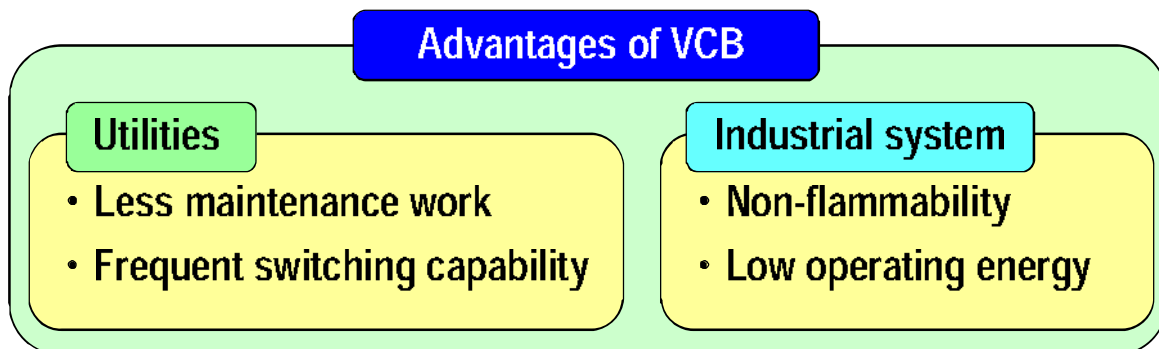 Advantages of VCB
Utilities
・Less maintenance work
・Frequent switching capability
Industrial system
・Non-flammability
・Low operating energy